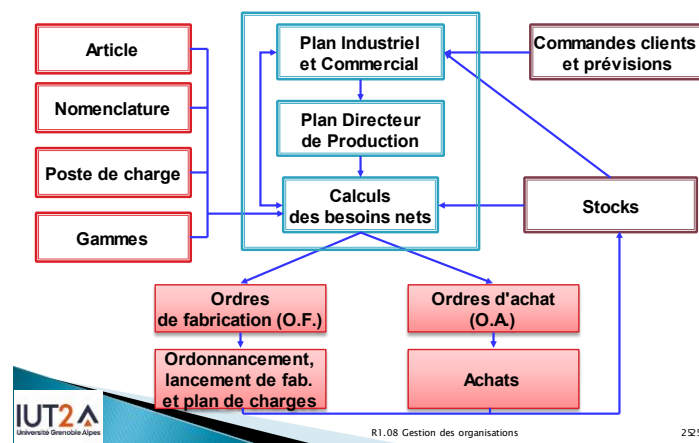 Article
Nomenclature
Poste de charge
Gammes
Plan Industriel
et Commercial
Plan Directeur
de Production
Calculs
des besoins nets
Commandes clients
et prévisions
Stocks
Ordres
de fabrication (O.F.)
Ordres d'achat
(O.A.)
Ordonnancement,
lancement de fab.
et plan de charges
Achats
IUT2A
Université Grenoble Alpes
R1.08 Gestion des organisations